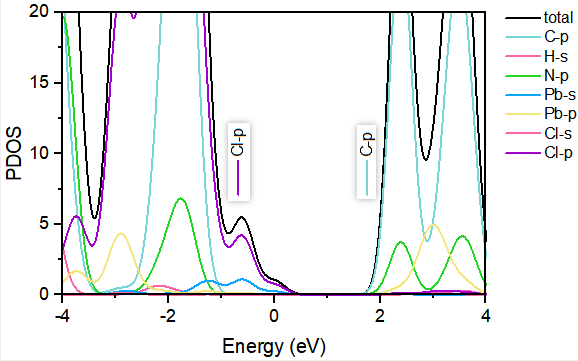 20
15
10
5
0
PDOS
-4
-2
0
2
4
Energy (eV)
Cl-p
C-p
total
C-p
H-s
N-p
Pb-s
Pb-p
Cl-s
Cl-p